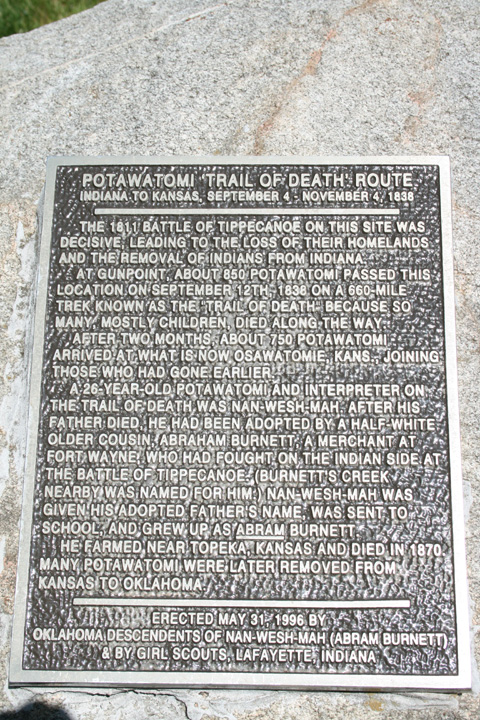 POTAWATOMI "TRAIL OF DEATH" ROUTE
INDIANA TO KANSAS, SEPTEMBER 4 - NOVEMBER 4, 1838
THE 1811 BATTLE OF TIPPECANOE ON THIS SITE WAS
DECISIVE, LEADING TO THE LOSS OF THEIR HOMELANDS
AND THE REMOVAL OF INDIANS FROM INDIANA.
AT GUNPOINT, ABOUT 850 POTAWATOMI PASSED THIS
LOCATION ON SEPTEMBER 12TH, 1838 ON A 660-MILE
TREK KNOWN AS THE "TRAIL OF DEATH" BECAUSE SO
MANY, MOSTLY CHILDREN, DIED ALONG THE WAY.
AFTER TWO MONTHS, ABOUT 750 POTAWATOMI
ARRIVED AT WHAT IS NOW OSAWATOMIE, KANS., JOINING
THOSE WHO HAD GONE EARLIER.
A 26-YEAR-OLD POTAWATOMI AND INTERPRETER ON
THE TRAIL OF DEATH WAS NAN-WESH-MAH. AFTER HIS
FATHER DIED, HE HAD BEEN ADOPTED BY A HALF-WHITE
OLDER COUSIN, ABRAHAM BURNETT, A MERCHANT AT
FORT WAYNE, WHO HAD FOUGHT ON THE INDIAN SIDE AT
THE BATTLE OF TIPPECANOE. (BURNETT'S CREEK
NEARBY WAS NAMED FOR HIM.) NAN-WESH-MAH WAS
GIVEN HIS ADOPTED FATHER'S NAME, WAS SENT TO
SCHOOL, AND GREW UP AS ABRAM BURNETT.
HE FARMED NEAR TOPEKA, KANSAS AND DIED IN 1870.
MANY POTAWATOMI WERE LATER REMOVED FROM
KANSAS TO OKLAHOMA.
ERECTED MAY 31, 1996 BY
OKLAHOMA DESCENDENTS OF NAN-WESH-MAH (ABRAM BURNETT)
& BY GIRL SCOUTS, LAFAYETTE, INDIANA